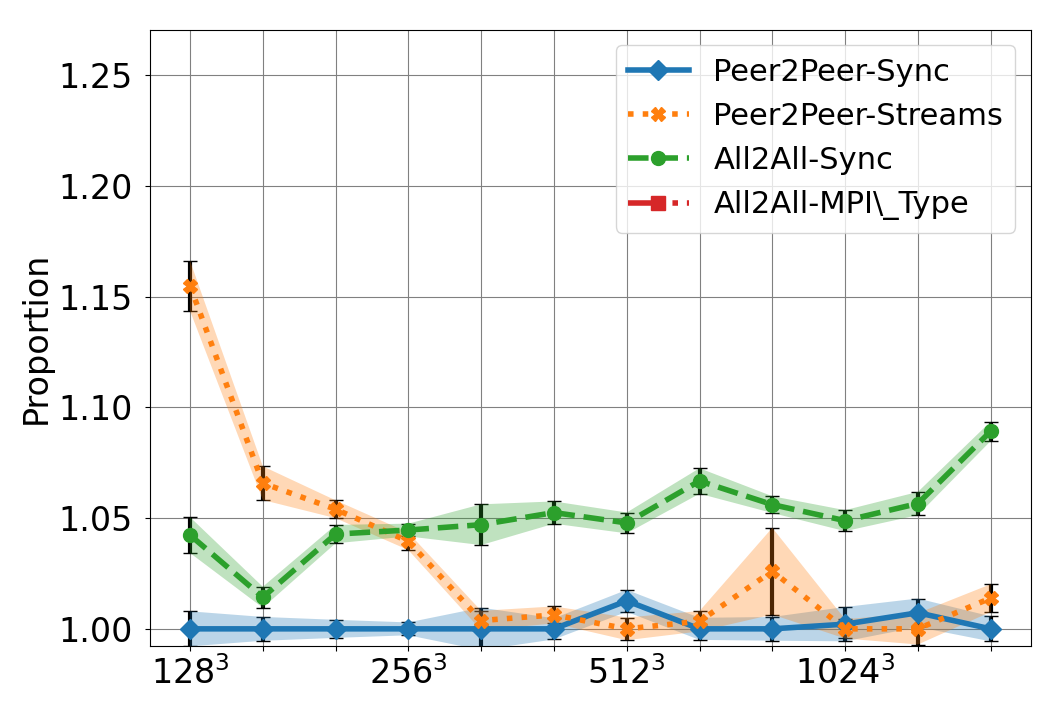 Peer2Peer-Sync
Peer2Peer-Streams
All2All-Sync
All2All-MPI\_Type
Proportion
1.25
1.20
1.15
1.10
1.05
1.00
128³ 256³ 512³ 1024³